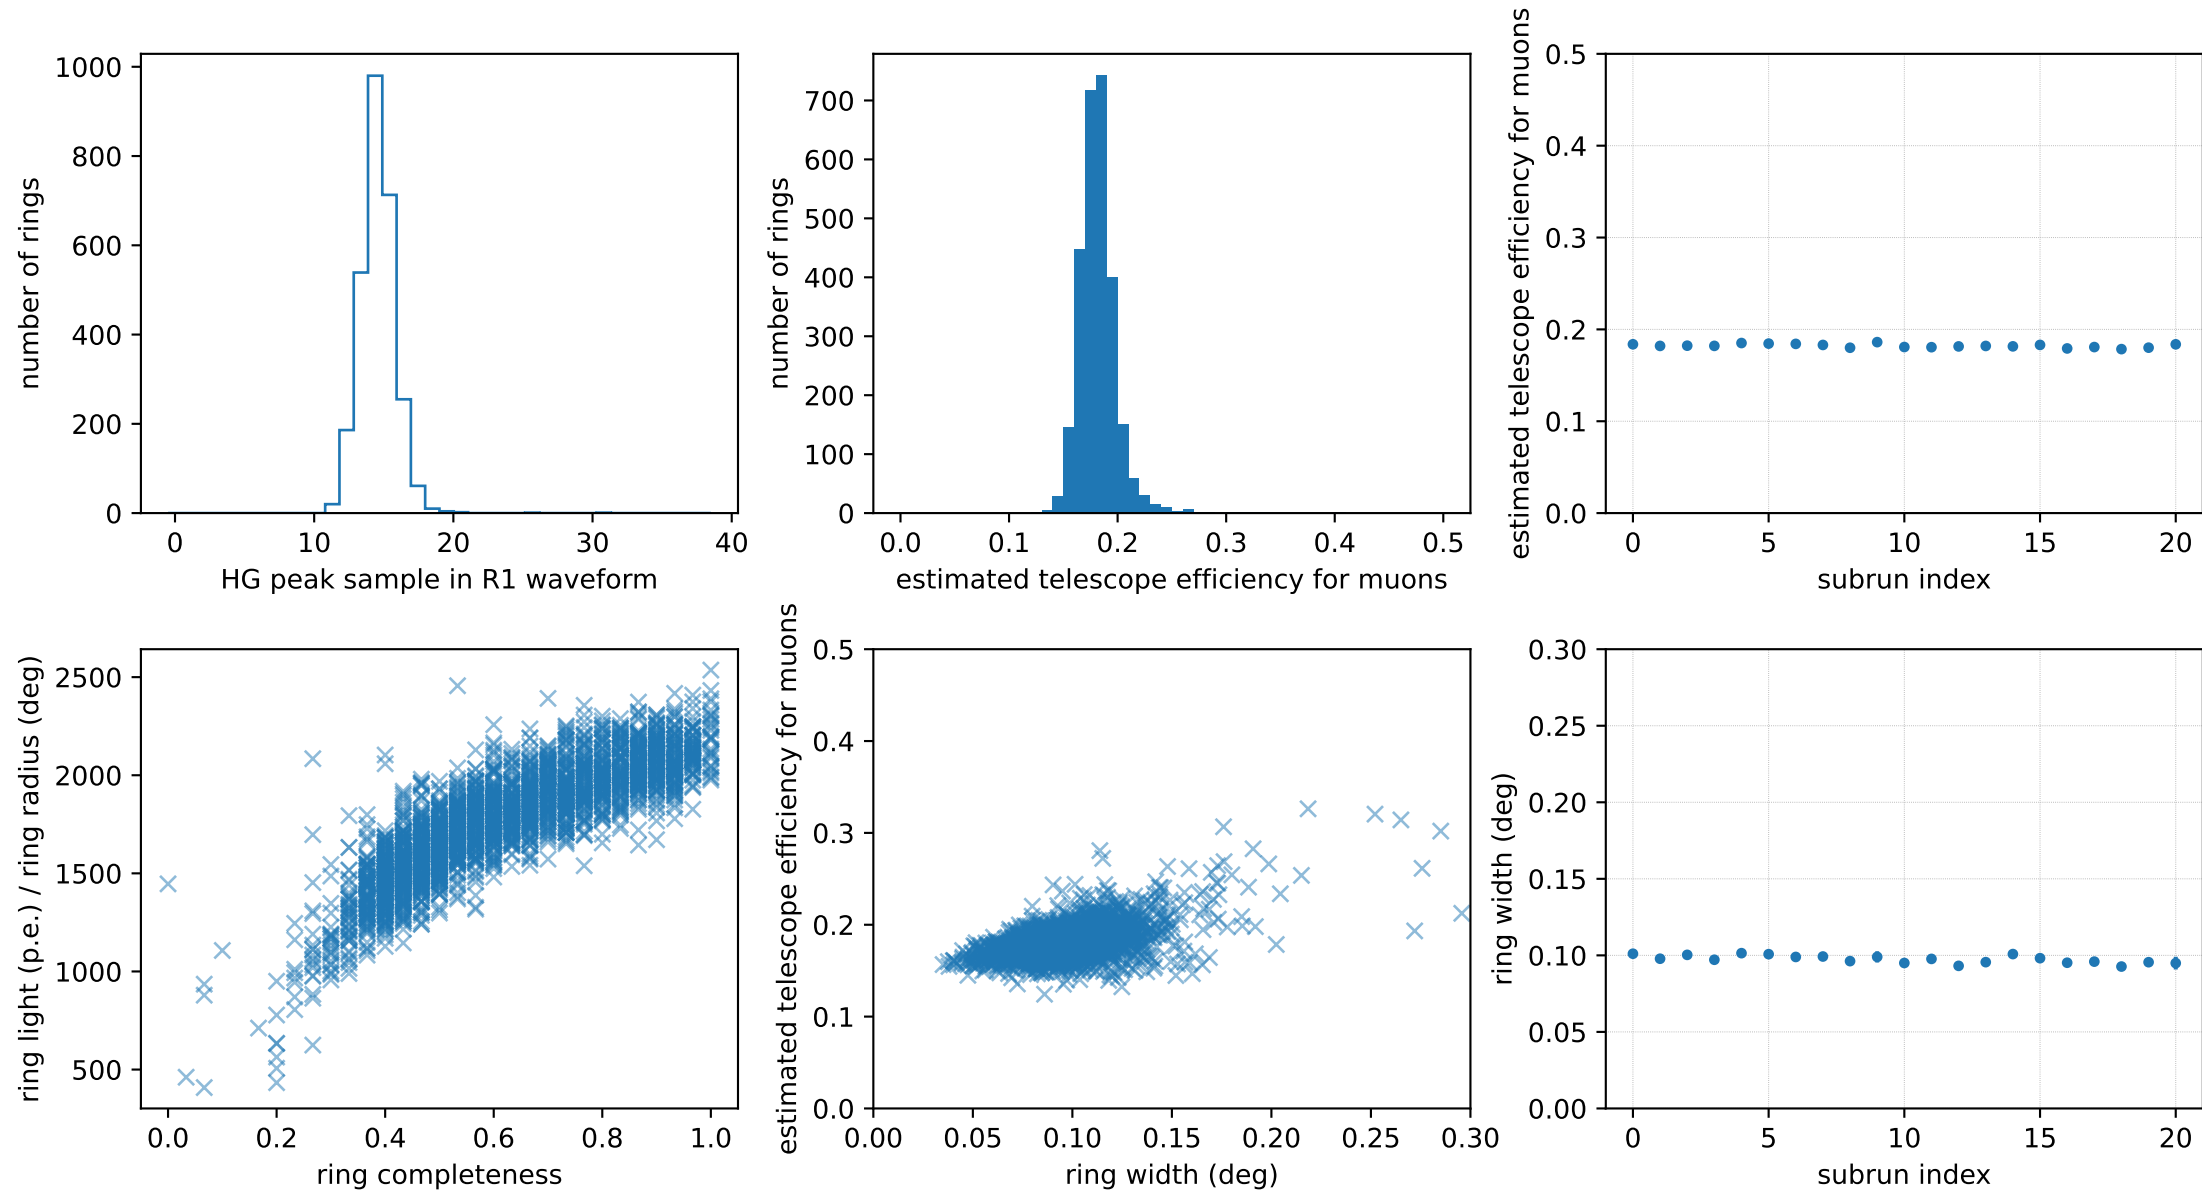 1000
800
600
400
200
0
number of rings
0 10 20 30 40
HG peak sample in R1 waveform
700
600
500
400
300
200
100
0
number of rings
0.0 0.1 0.2 0.3 0.4 0.5
estimated telescope efficiency for muons
0.5
0.4
0.3
0.2
0.1
0.0
estimated telescope efficiency for muons
0 5 10 15 20
subrun index
2500
2000
1500
1000
500
ring light (p.e.) / ring radius (deg)
0.0 0.2 0.4 0.6 0.8 1.0
ring completeness
0.5
0.4
0.3
0.2
0.1
0.0
estimated telescope efficiency for muons
0.00 0.05 0.10 0.15 0.20 0.25 0.30
ring width (deg)
0.30
0.25
0.20
0.15
0.10
0.05
0.00
ring width (deg)
0 5 10 15 20
subrun index